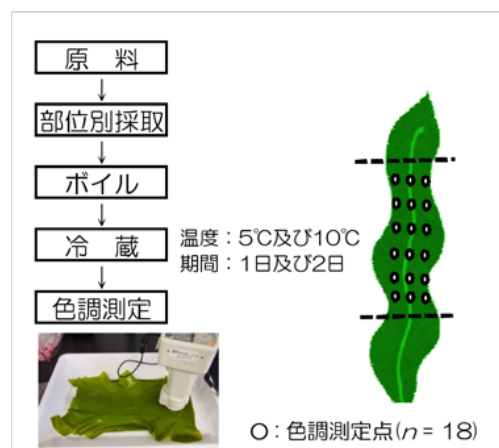 原　料
↓
部位別採取
↓
ボイル
↓
冷　蔵
温度：5℃及び10℃
期間：1日及び2日
↓
色調測定
○：色調測定点(n = 18)